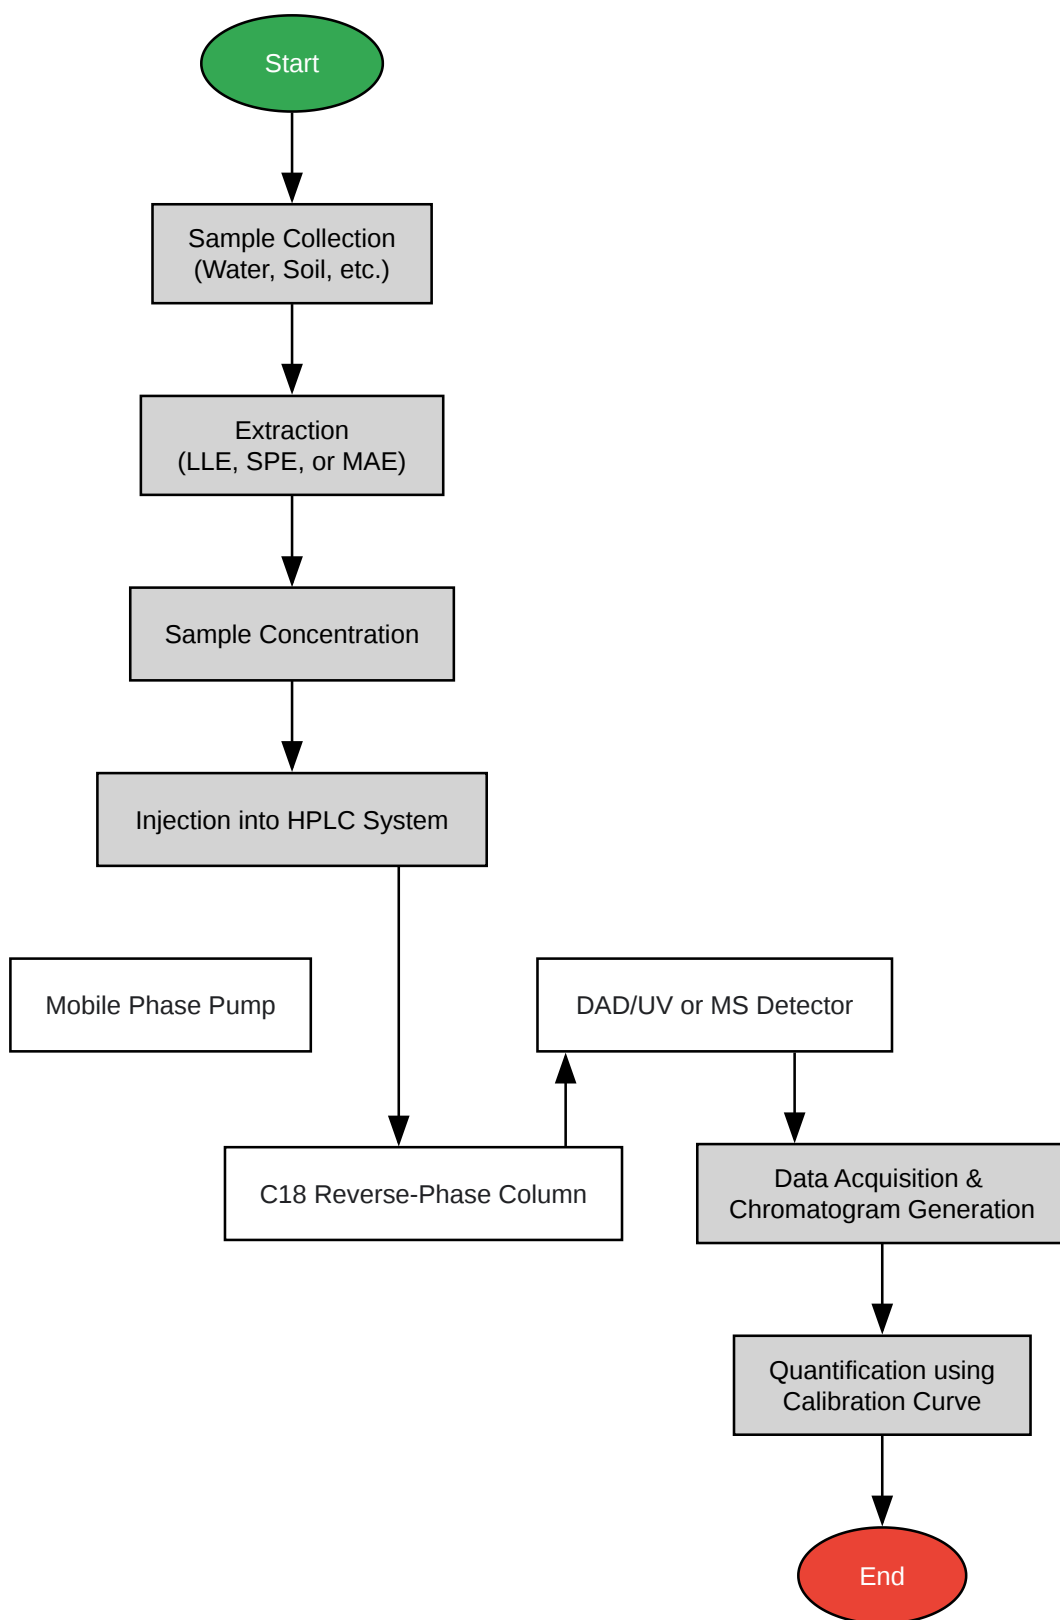 Start
Sample Collection
(Water, Soil, etc.)
Extraction
(LLE, SPE, or MAE)
Sample Concentration
Injection into HPLC System
Mobile Phase Pump
DAD/UV or MS Detector
C18 Reverse-Phase Column
Data Acquisition &
Chromatogram Generation
Quantification using
Calibration Curve
End